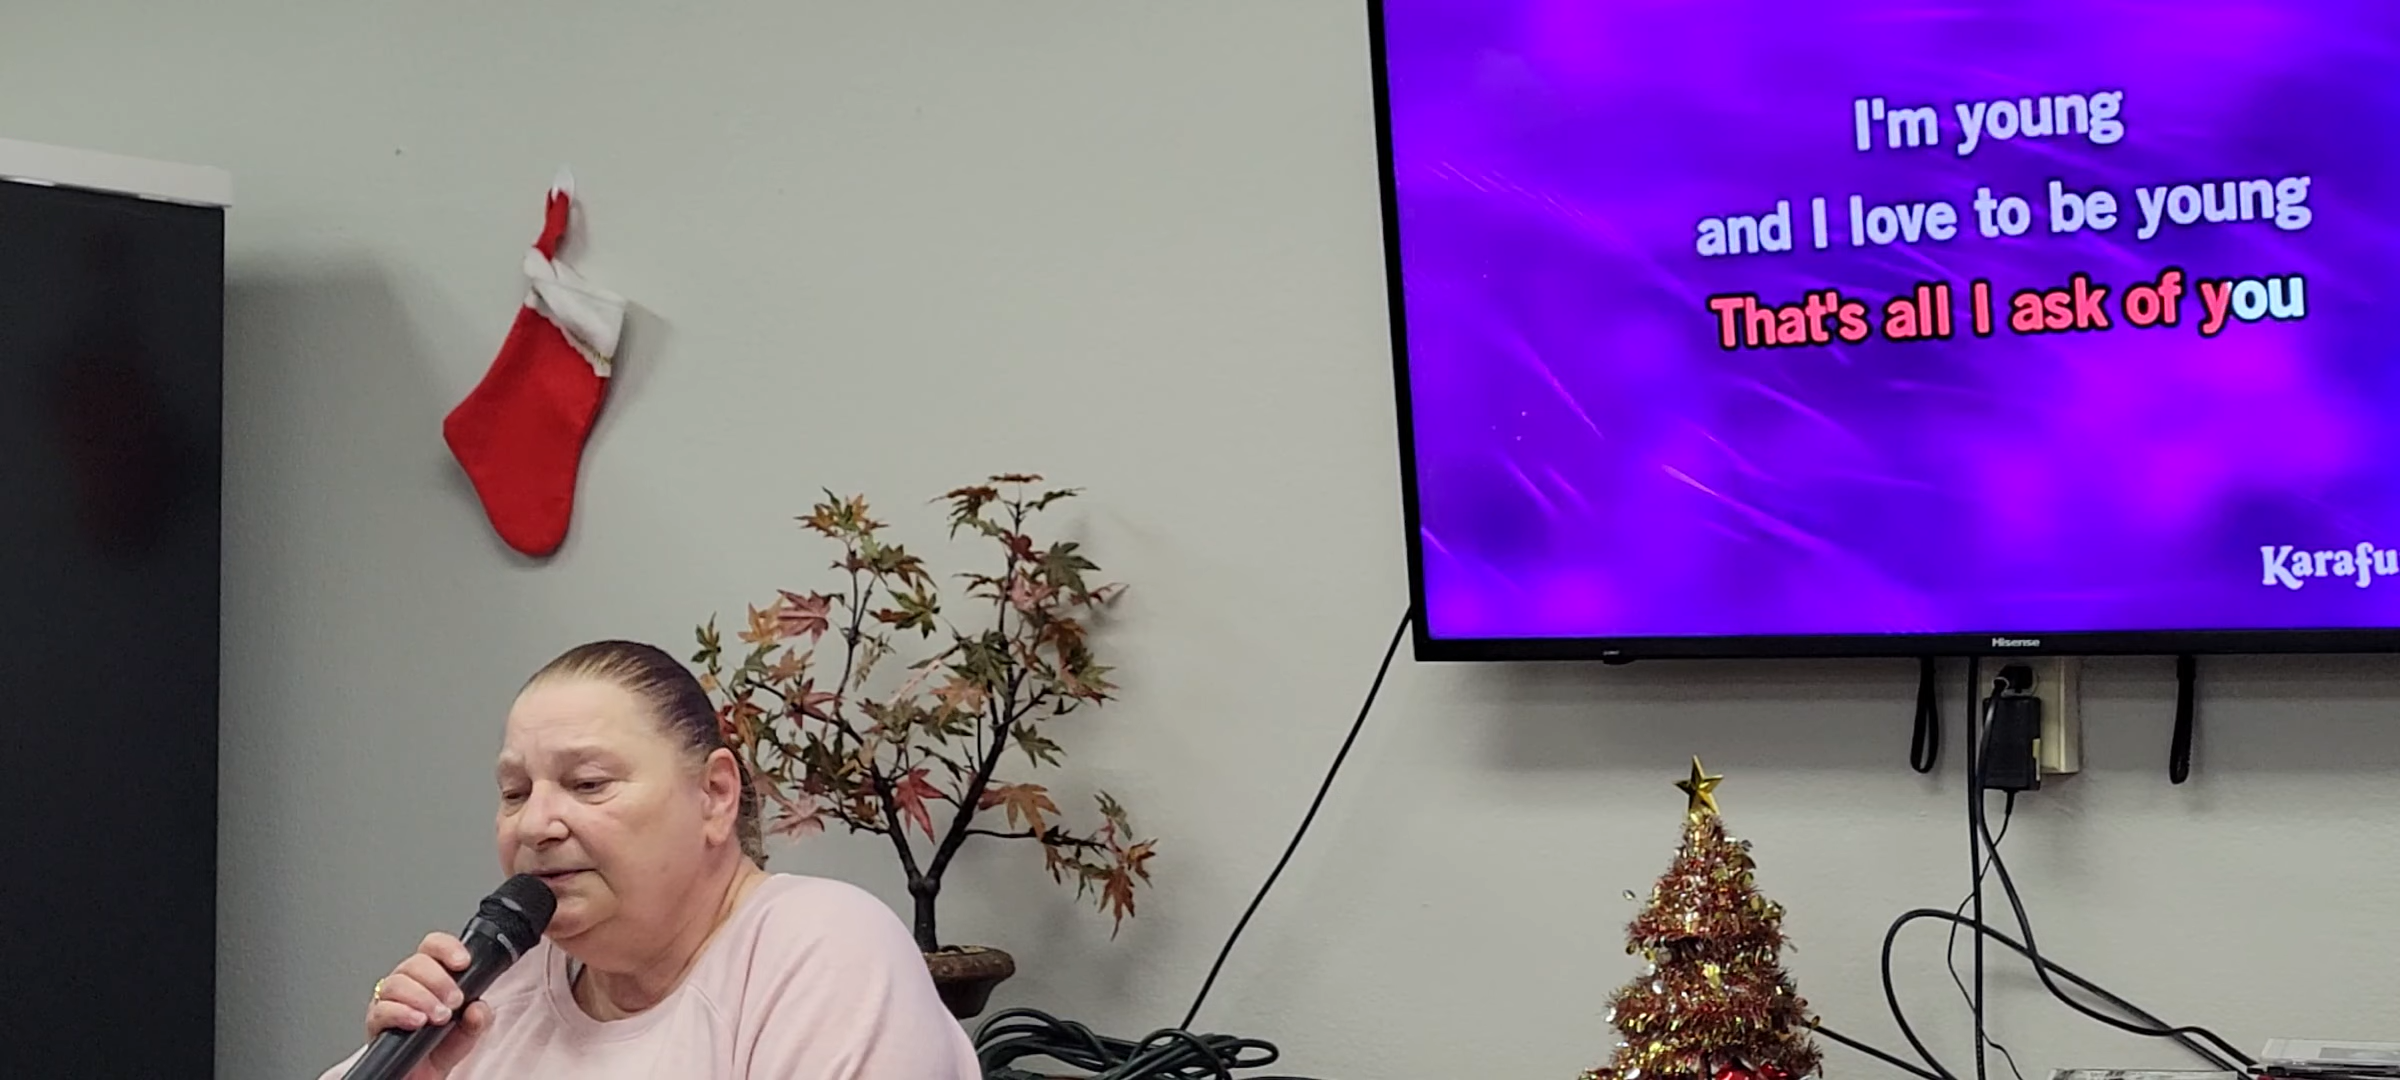 I'm young
and I love to be young
That's all I ask of you
Karafu
Hisense